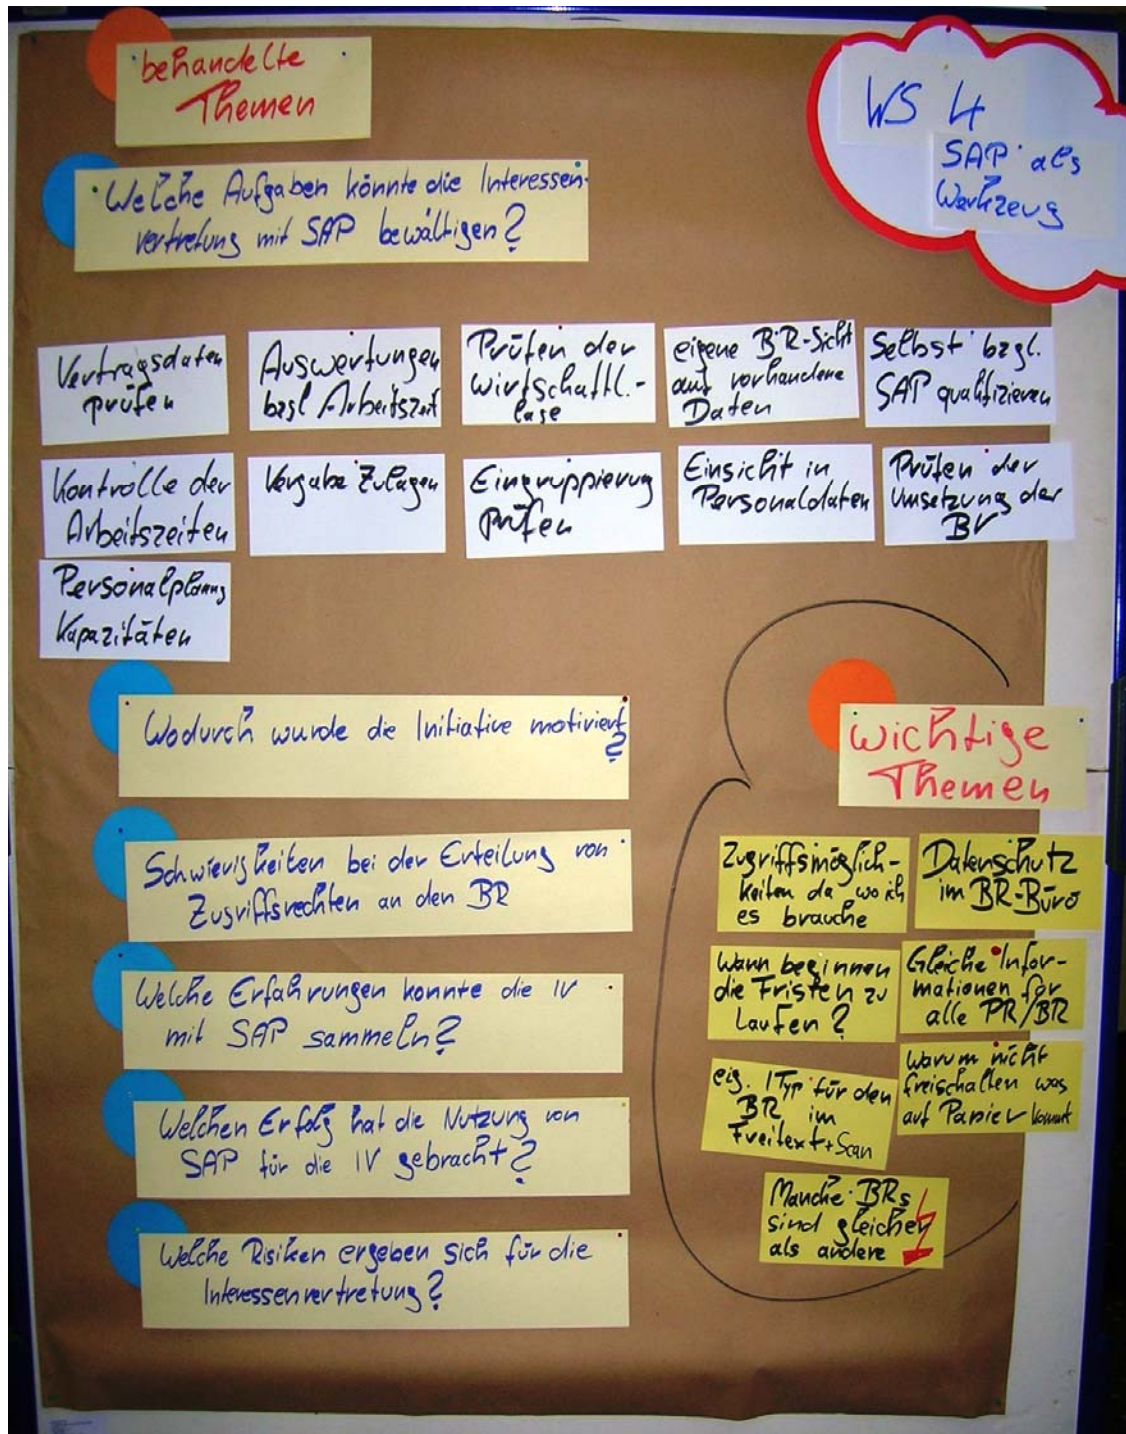 behandelte
Themen
WS 4
SAP als
Werkzeug
Welche Aufgaben könnte die Interessen-
vertretung mit SAP bewältigen?
Vertragsdaten
prüfen
Auswertungen
bzgl Arbeitszeit
Prüfen der
wirtschaftl.-
lage
eigene BR-Sicht
auf vorhandene
Daten
Selbst bzgl.
SAP qualifizieren
Kontrolle der
Arbeitszeiten
Vergabe Zulagen
Eingruppierung
prüfen
Einsicht in
Personaldaten
Prüfen der
Umsetzung der
BV
Personalplanung
Kapazitäten
Wodurch wurde die Initiative motiviert
?
Schwierigkeiten bei der Erteilung von
Zugriffsrechten an den BR
Welche Erfahrungen konnte die IV
mit SAP sammeln?
Welchen Erfolg hat die Nutzung von
SAP für die IV gebracht?
Welche Risiken ergeben sich für die
Interessenvertretung?
wichtige
Themen
Zugriffsmöglich-
keiten da wo ich
es brauche
Datenschutz
im BR-Büro
Wann beginnen
die Fristen zu
Laufen?
Gleiche Infor-
mationen für
alle PR/BR
eig. ITyp für den
BR im
Freitext+Scan
Warum nicht
freischalten was
auf Papier kommt
Manche BRs
sind gleicher
als andere